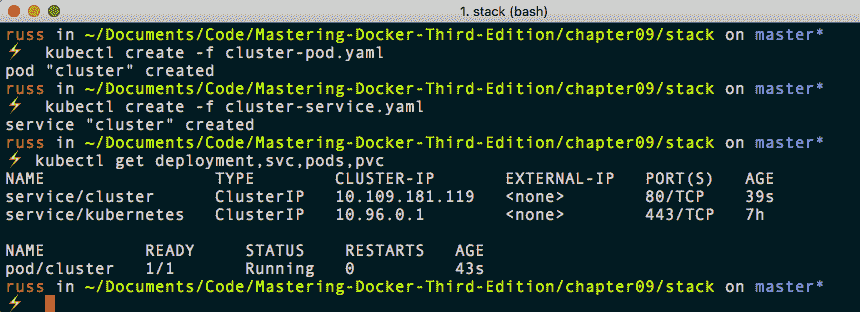 1. stack (bash)
russ in ~/Documents/Code/Mastering-Docker-Third-Edition/chapter09/stack on master*
⚡ kubectl create -f cluster-pod.yaml
pod "cluster" created
russ in ~/Documents/Code/Mastering-Docker-Third-Edition/chapter09/stack on master*
⚡ kubectl create -f cluster-service.yaml
service "cluster" created
russ in ~/Documents/Code/Mastering-Docker-Third-Edition/chapter09/stack on master*
⚡ kubectl get deployment,svc,pods,pvc
NAME TYPE CLUSTER-IP EXTERNAL-IP PORT(S) AGE
service/cluster ClusterIP 10.109.181.119 <none> 80/TCP 39s
service/kubernetes ClusterIP 10.96.0.1 <none> 443/TCP 7h
NAME READY STATUS RESTARTS AGE
pod/cluster 1/1 Running 0 43s
russ in ~/Documents/Code/Mastering-Docker-Third-Edition/chapter09/stack on master*
⚡